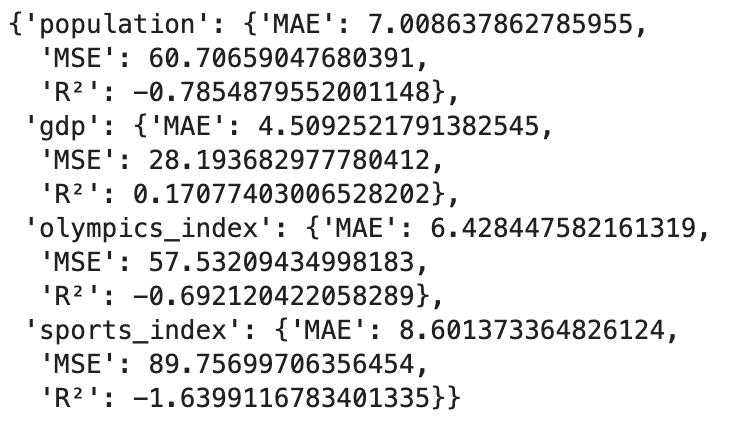 {'population': {'MAE': 7.008637862785955,
'MSE': 60.70659047680391,
'R²': -0.7854879552001148},
'gdp': {'MAE': 4.5092521791382545,
'MSE': 28.193682977780412,
'R²': 0.17077403006528202},
'olympics_index': {'MAE': 6.428447582161319,
'MSE': 57.53209434998183,
'R²': -0.692120422058289},
'sports_index': {'MAE': 8.601373364826124,
'MSE': 89.75699706356454,
'R²': -1.6399116783401335}}